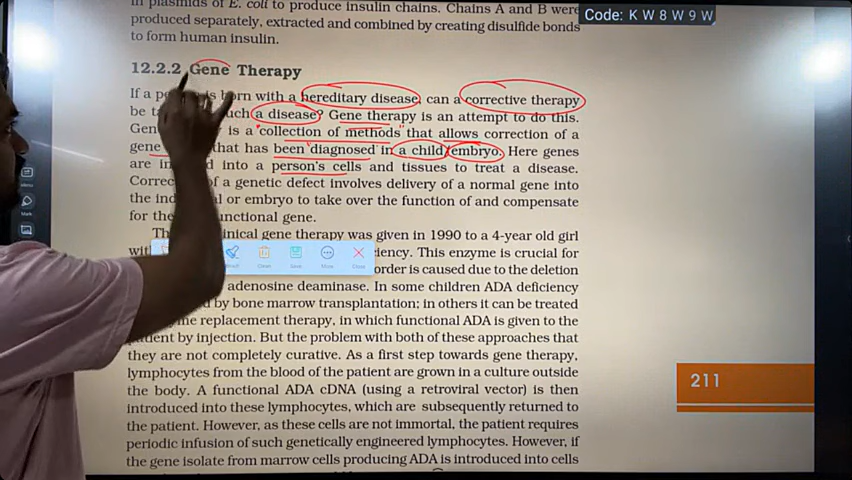 in plasmids of E. coli to produce insulin chains. Chains A and B were
produced separately, extracted and combined by creating disulfide bonds
to form human insulin.
Code: K W 8 W 9 W
12.2.2 Gene Therapy
If a is born with a hereditary disease, can a corrective therapy
be such a disease? Gene therapy is an attempt to do this.
is a collection of methods that allows correction of a
gene that has been diagnosed in a child/embryo. Here genes
are into a person's cells and tissues to treat a disease.
of a genetic defect involves delivery of a normal gene into
the or embryo to take over the function of and compensate
for the gene.
gene therapy was given in 1990 to a 4-year old girl
This enzyme is crucial for
is caused due to the deletion
adenosine deaminase. In some children ADA deficiency
by bone marrow transplantation; in others it can be treated
replacement therapy, in which functional ADA is given to the
by injection. But the problem with both of these approaches that
they are not completely curative. As a first step towards gene therapy,
lymphocytes from the blood of the patient are grown in a culture outside
the body. A functional ADA cDNA (using a retroviral vector) is then
introduced into these lymphocytes, which are subsequently returned to
the patient. However, as these cells are not immortal, the patient requires
periodic infusion of such genetically engineered lymphocytes. However, if
the gene isolate from marrow cells producing ADA is introduced into cells
Clean
Save
More
Close
Menu
Mark
211